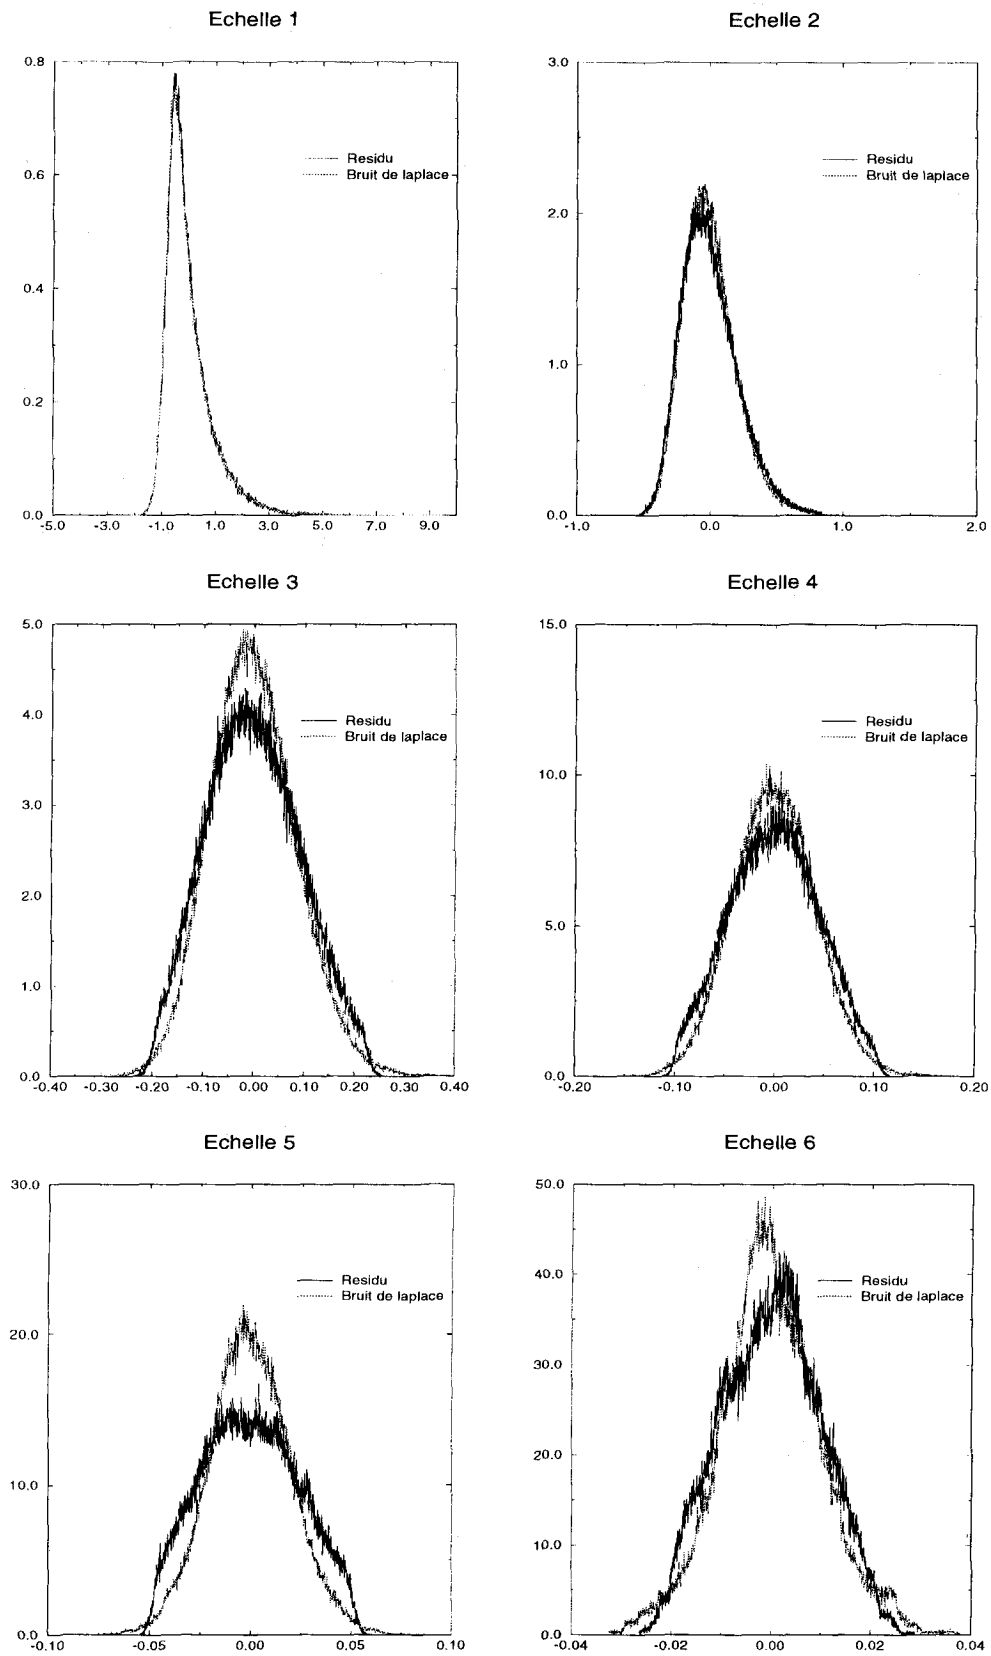 Echelle 1
0.8
0.6
0.4
0.2
0.0
-5.0 -3.0 -1.0 1.0 3.0 5.0 7.0 9.0
Residu
Bruit de laplace
Echelle 2
3.0
2.0
1.0
0.0
-1.0 0.0 1.0 2.0
Residu
Bruit de laplace
Echelle 3
5.0
4.0
3.0
2.0
1.0
0.0
-0.40 -0.30 -0.20 -0.10 0.00 0.10 0.20 0.30 0.40
Residu
Bruit de laplace
Echelle 4
15.0
10.0
5.0
0.0
-0.20 -0.10 0.00 0.10 0.20
Residu
Bruit de laplace
Echelle 5
30.0
20.0
10.0
0.0
-0.10 -0.05 0.00 0.05 0.10
Residu
Bruit de laplace
Echelle 6
50.0
40.0
30.0
20.0
10.0
0.0
-0.04 -0.02 0.00 0.02 0.04
Residu
Bruit de laplace